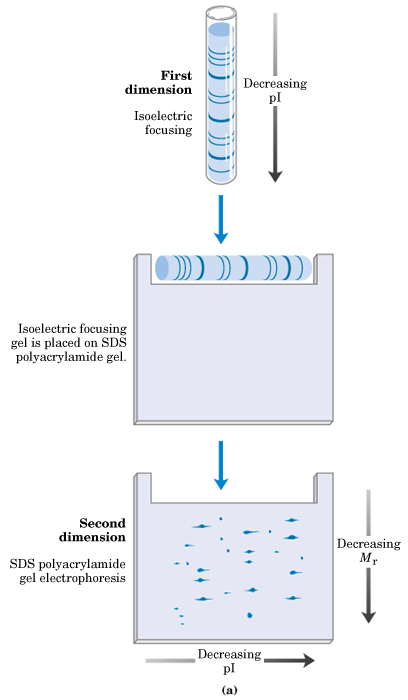 First
dimension
Isoelectric
focusing
Decreasing
pI
Isoelectric focusing
gel is placed on SDS
polyacrylamide gel.
Second
dimension
SDS polyacrylamide
gel electrophoresis
Decreasing
Mr
Decreasing
pI
(a)